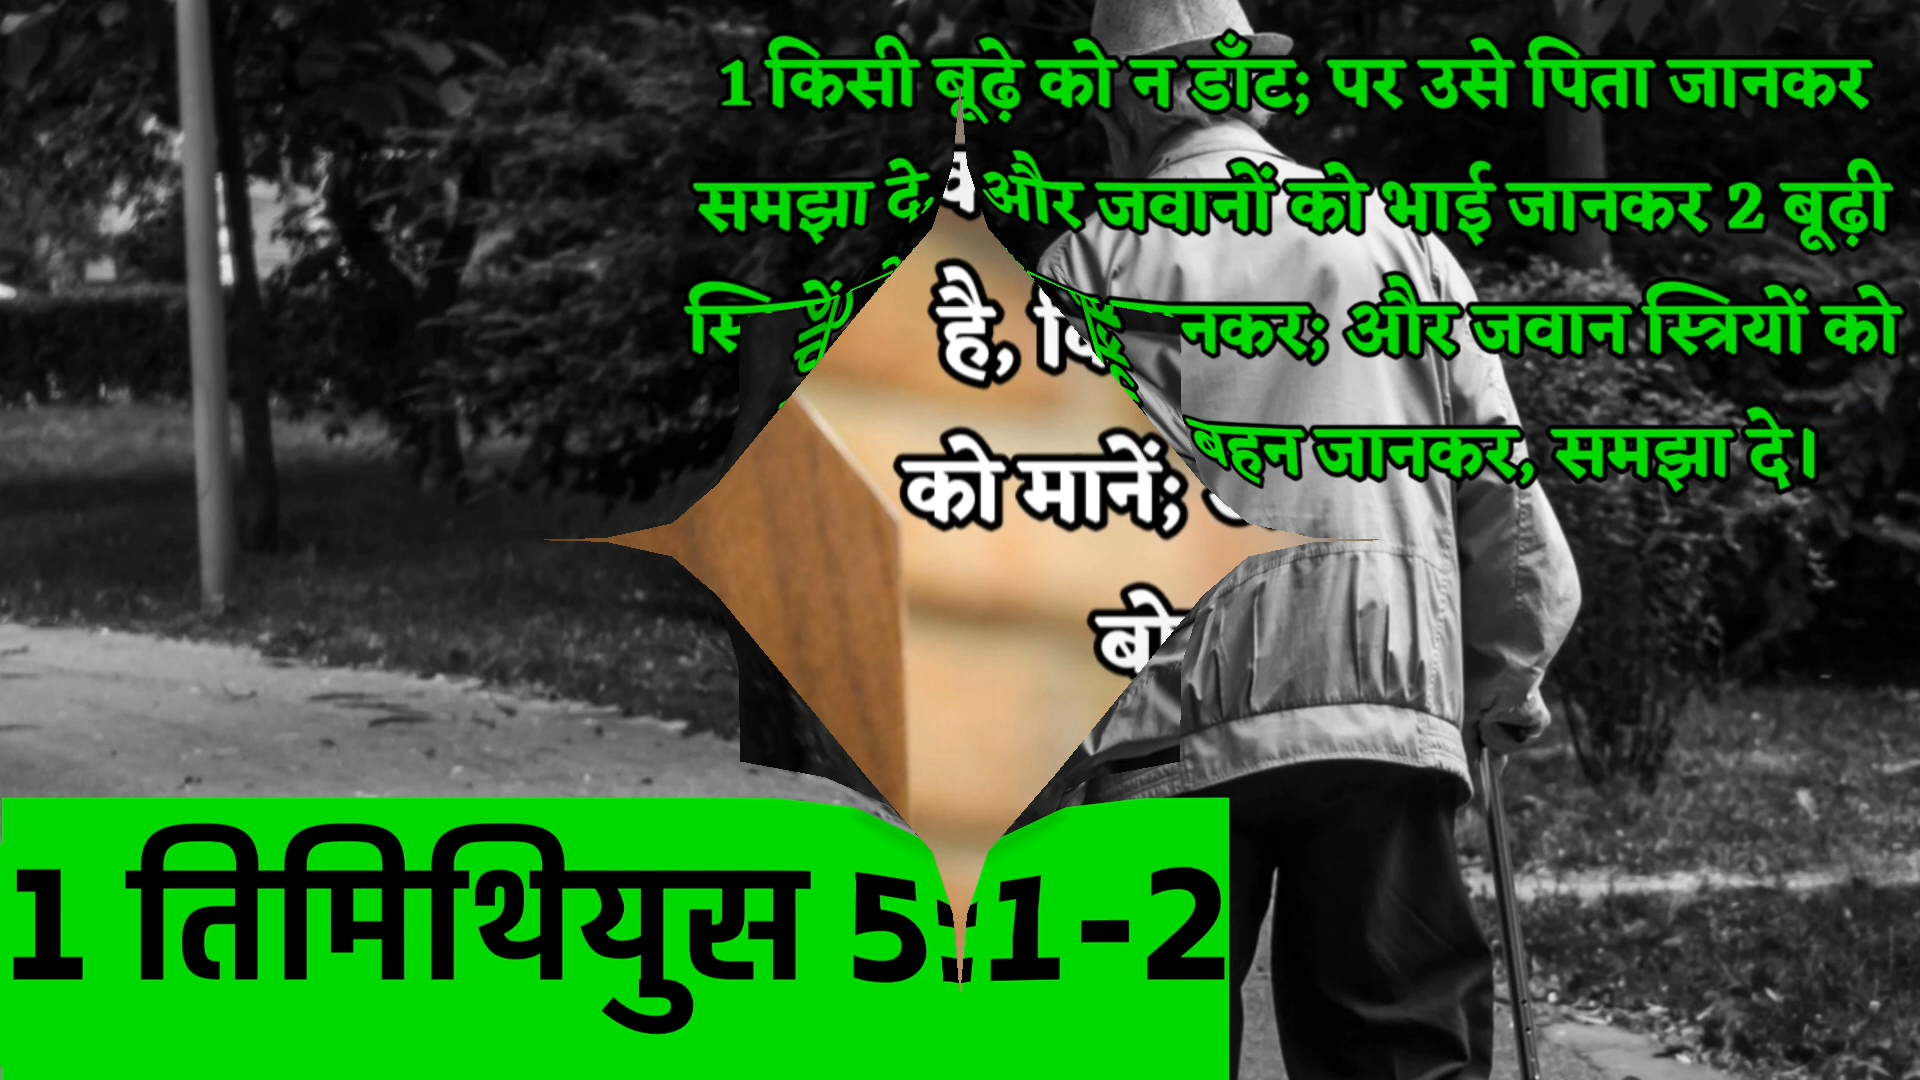 1 किसी बूढ़े को न डाँट; पर उसे पिता जानकर
समझा दे, और जवानों को भाई जानकर 2 बूढ़ी
नकर; और जवान स्त्रियों को
है,
बहन जानकर, समझा दे।
को मानें;
1 तिमिथियुस 5:1-2